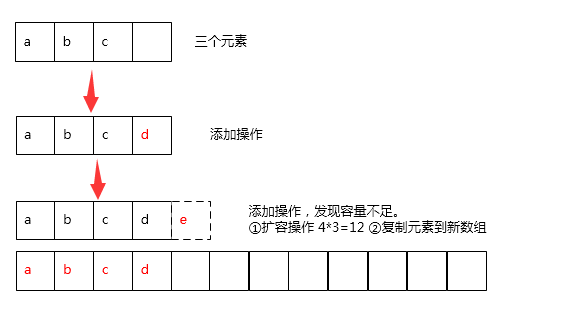 a b c 三个元素
a b c d 添加操作
a b c d e 添加操作，发现容量不足。
①扩容操作 4*3=12 ②复制元素到新数组
a b c d